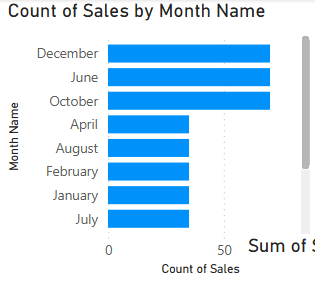 Count of Sales by Month Name
Month Name
December
June
October
April
August
February
January
July
0
50
Count of Sales
Sum of